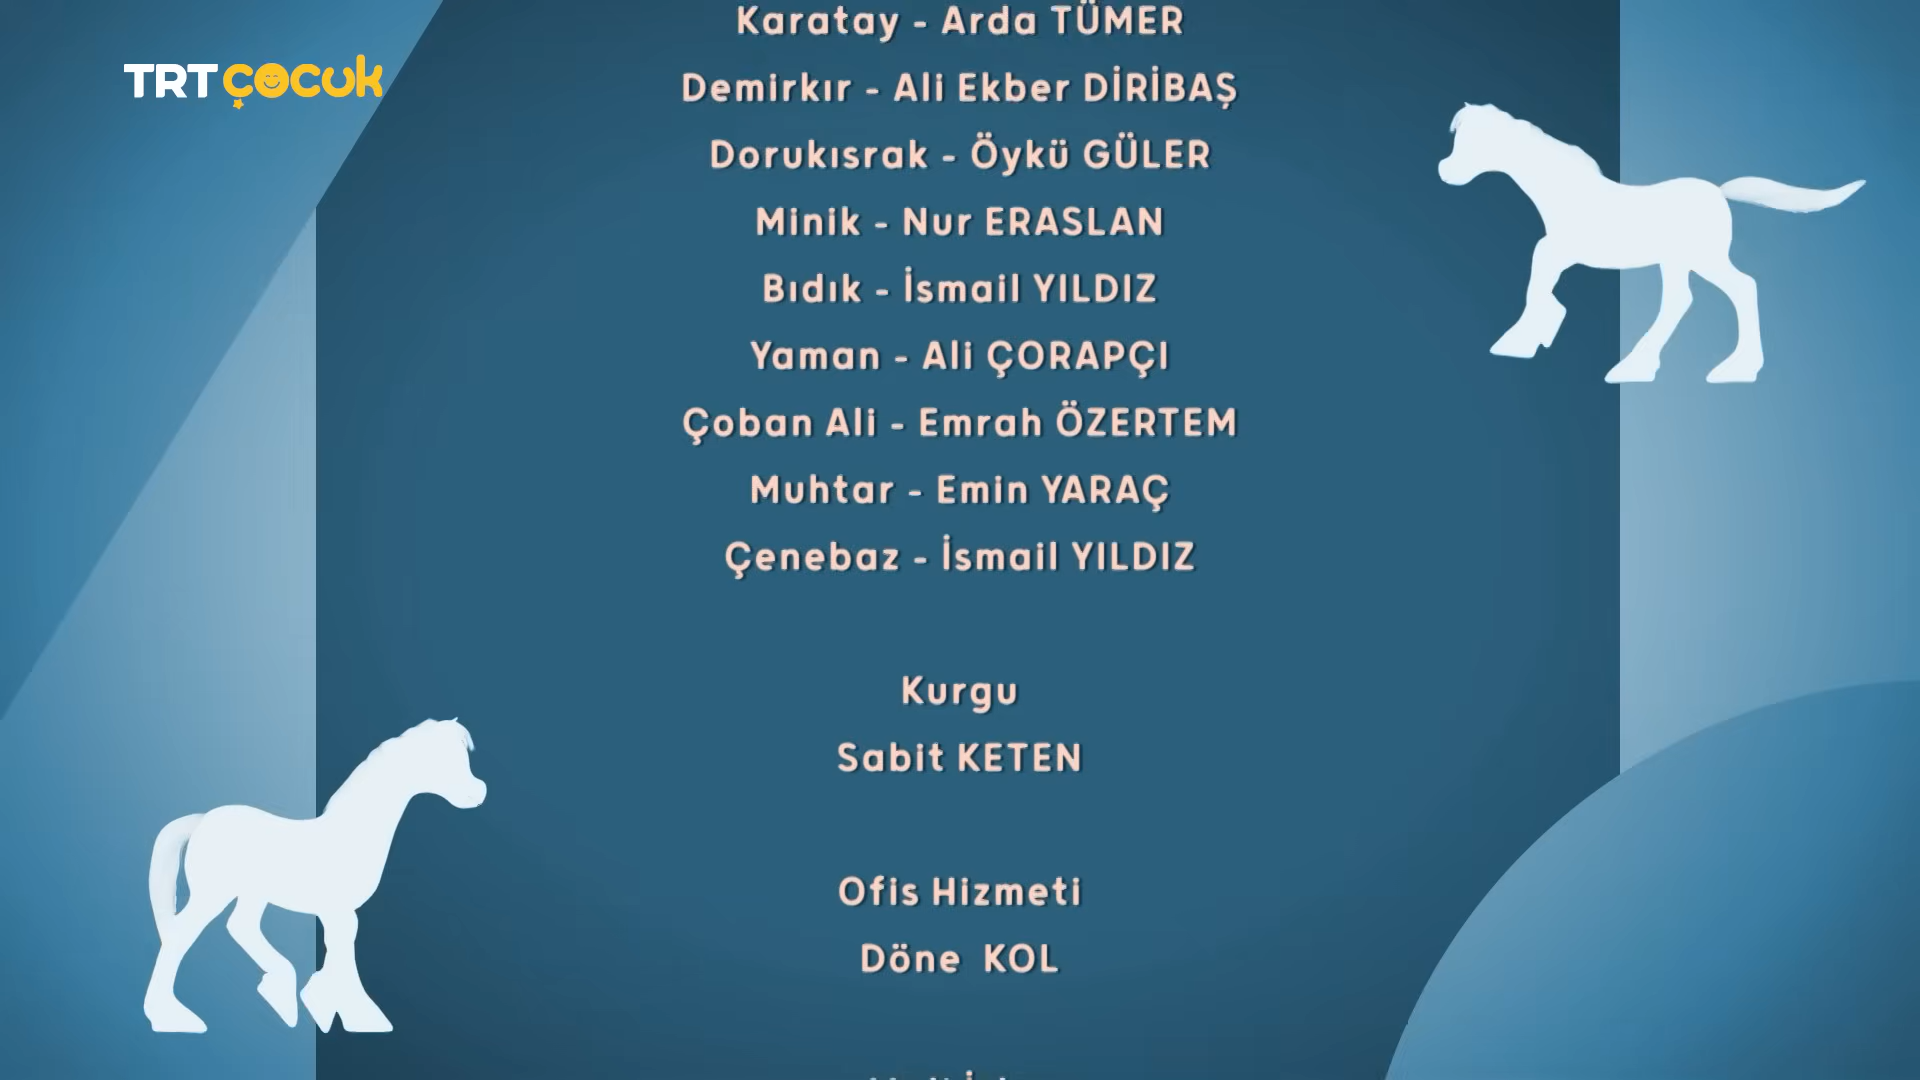 TRT çocuk
Karatay - Arda TÜMER
Demirkır - Ali Ekber DİRİBAŞ
Dorukısrak - Öykü GÜLER
Minik - Nur ERASLAN
Bıdık - İsmail YILDIZ
Yaman - Ali ÇORAPÇI
Çoban Ali - Emrah ÖZERTEM
Muhtar - Emin YARAÇ
Çenebaz - İsmail YILDIZ
Kurgu
Sabit KETEN
Ofis Hizmeti
Döne KOL